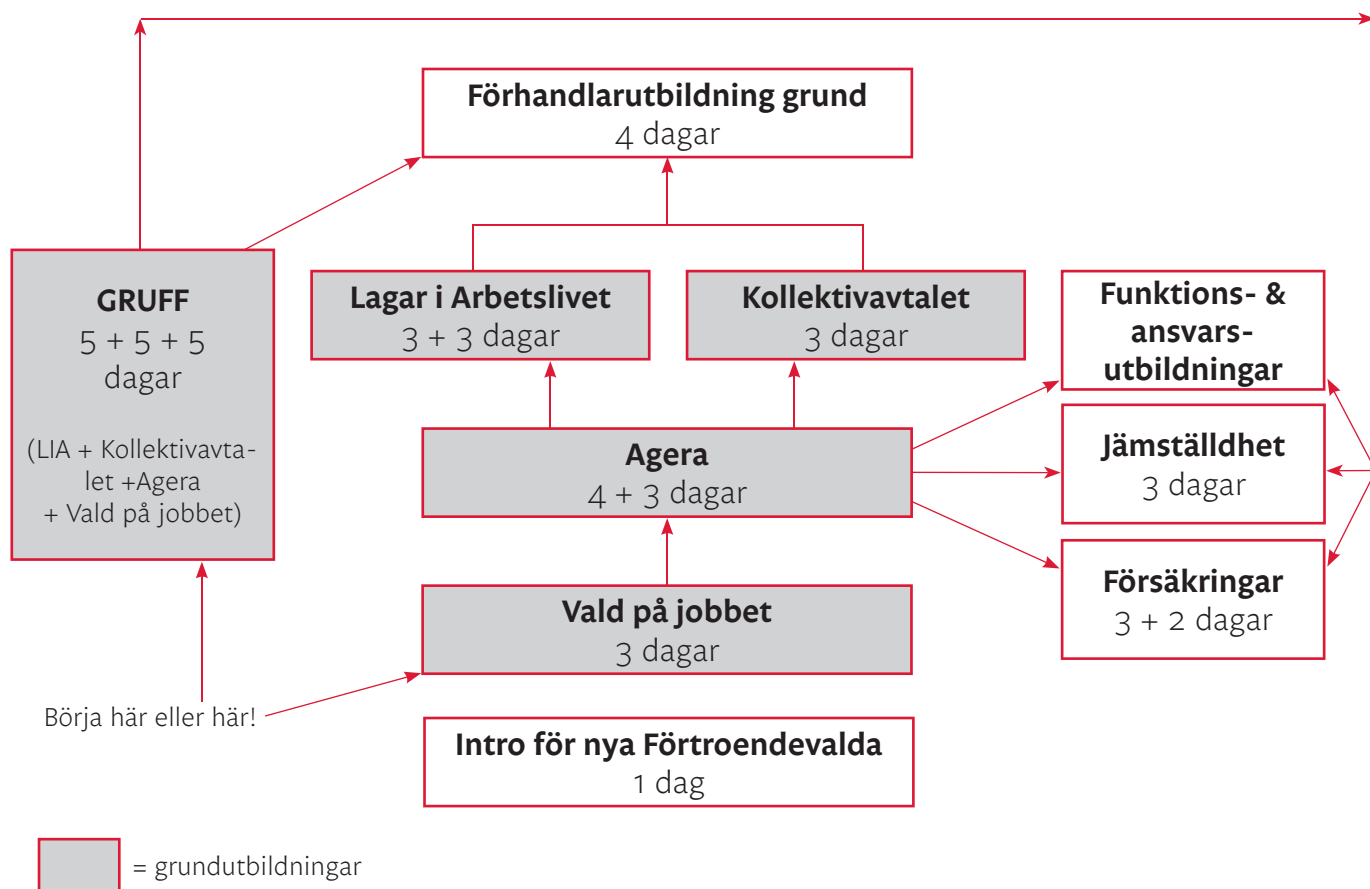 Förhandlarutbildning grund
4 dagar
GRUFF
5 + 5 + 5
dagar
(LIA + Kollektivavta-
let +Agera
+ Vald på jobbet)
Lagar i Arbetslivet
3 + 3 dagar
Kollektivavtalet
3 dagar
Funktions- &
ansvars-
utbildningar
Agera
4 + 3 dagar
Jämställdhet
3 dagar
Vald på jobbet
3 dagar
Försäkringar
3 + 2 dagar
Börja här eller här!
Intro för nya Förtroendevalda
1 dag
= grundutbildningar